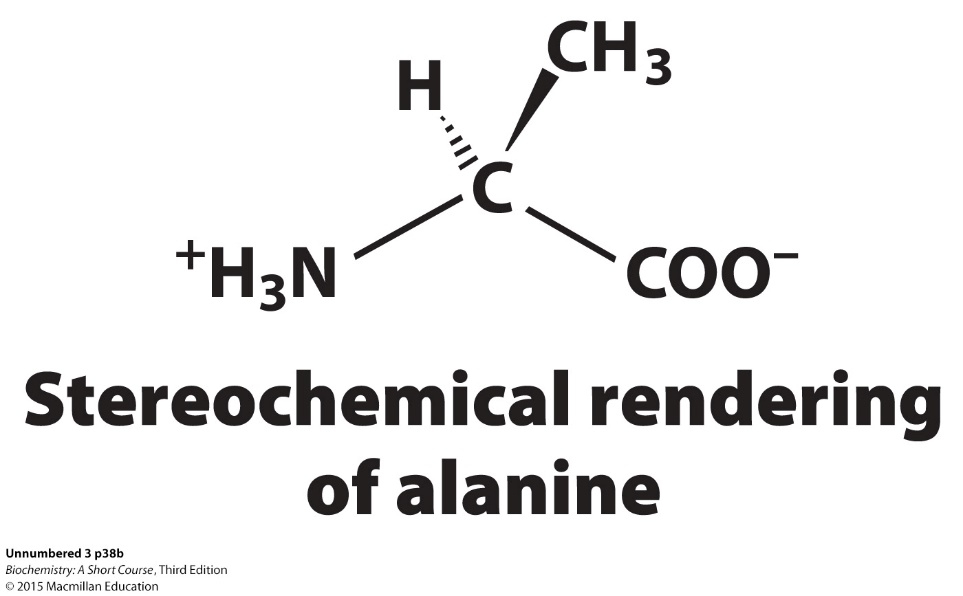 CH₃
H
C
⁺H₃N
COO⁻
Stereochemical rendering
of alanine
Unnumbered 3 p38b
Biochemistry: A Short Course, Third Edition
© 2015 Macmillan Education